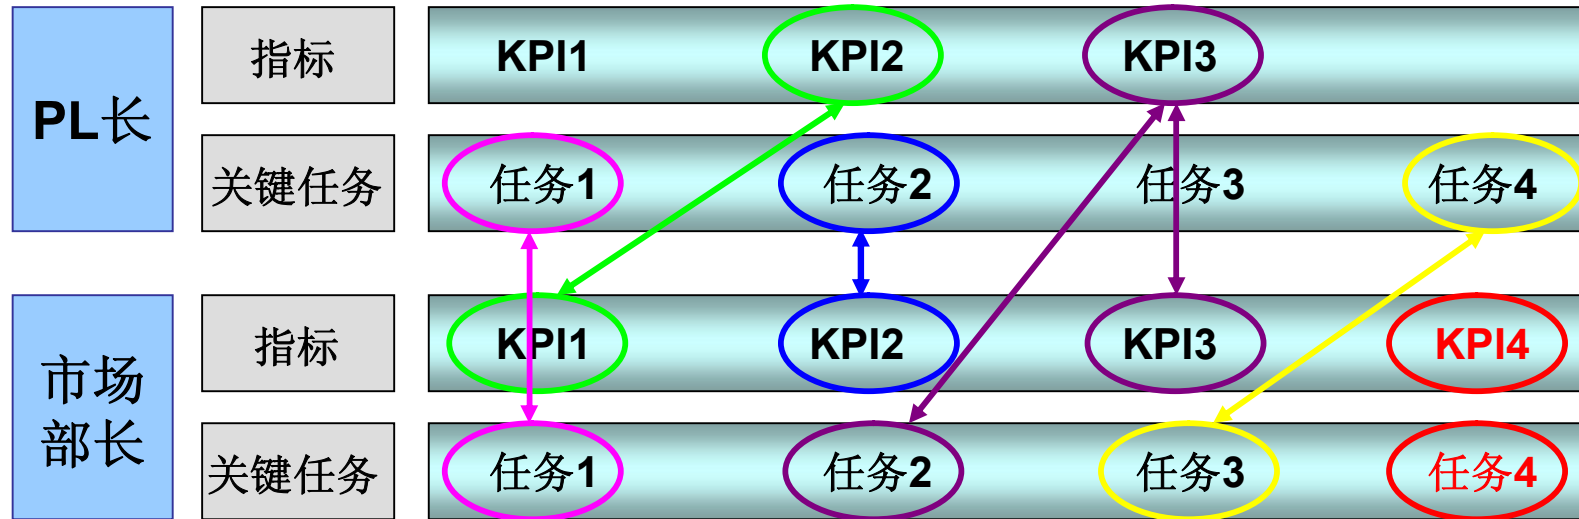 PL长
指标
KPI1
KPI2
KPI3
关键任务
任务1
任务2
任务3
任务4
市场
部长
指标
KPI1
KPI2
KPI3
KPI4
关键任务
任务1
任务2
任务3
任务4